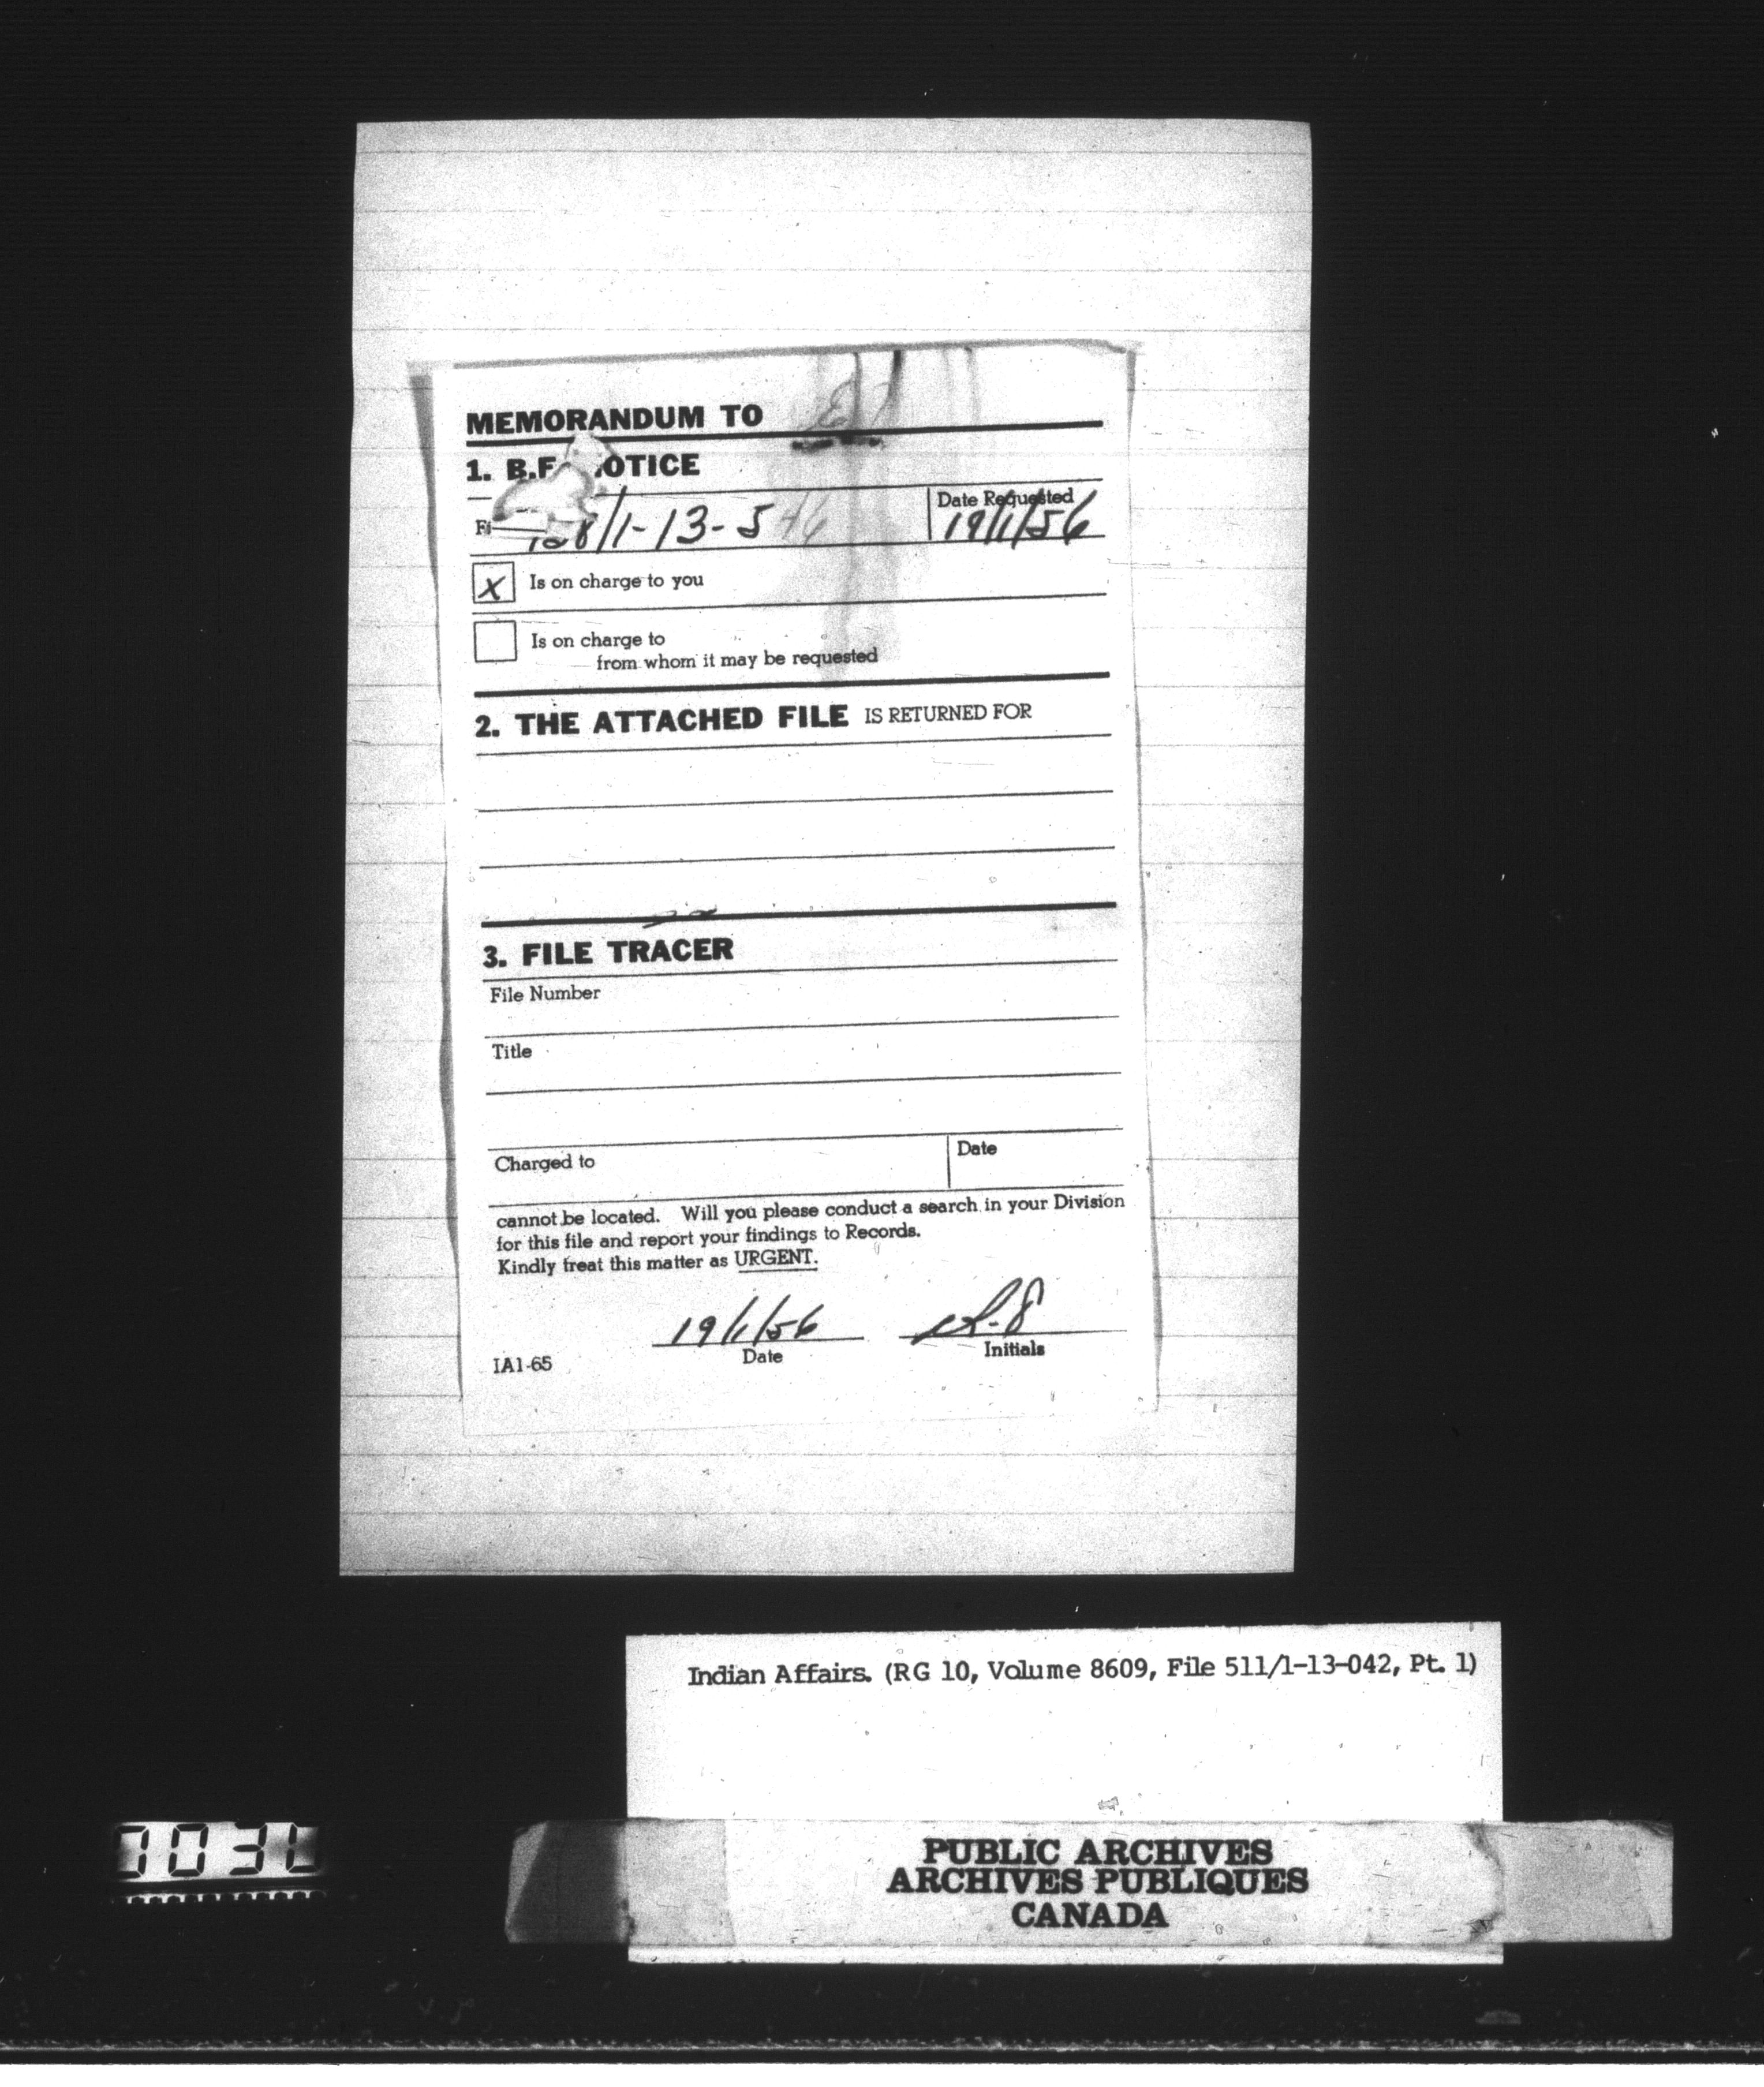 MEMORANDUM TO
1. B.F. NOTICE
Date Requested
8/1-13-5 19/1/56
X Is on charge to you
Is on charge to
from whom it may be requested
2. THE ATTACHED FILE IS RETURNED FOR
3. FILE TRACER
File Number
Title
Charged to Date
cannot be located. Will you please conduct a search in your Division
for this file and report your findings to Records.
Kindly treat this matter as URGENT.
19/1/56
IA1-65 Date Initials
Indian Affairs. (RG 10, Volume 8609, File 511/1-13-042, Pt. 1)
PUBLIC ARCHIVES
ARCHIVES PUBLIQUES
CANADA